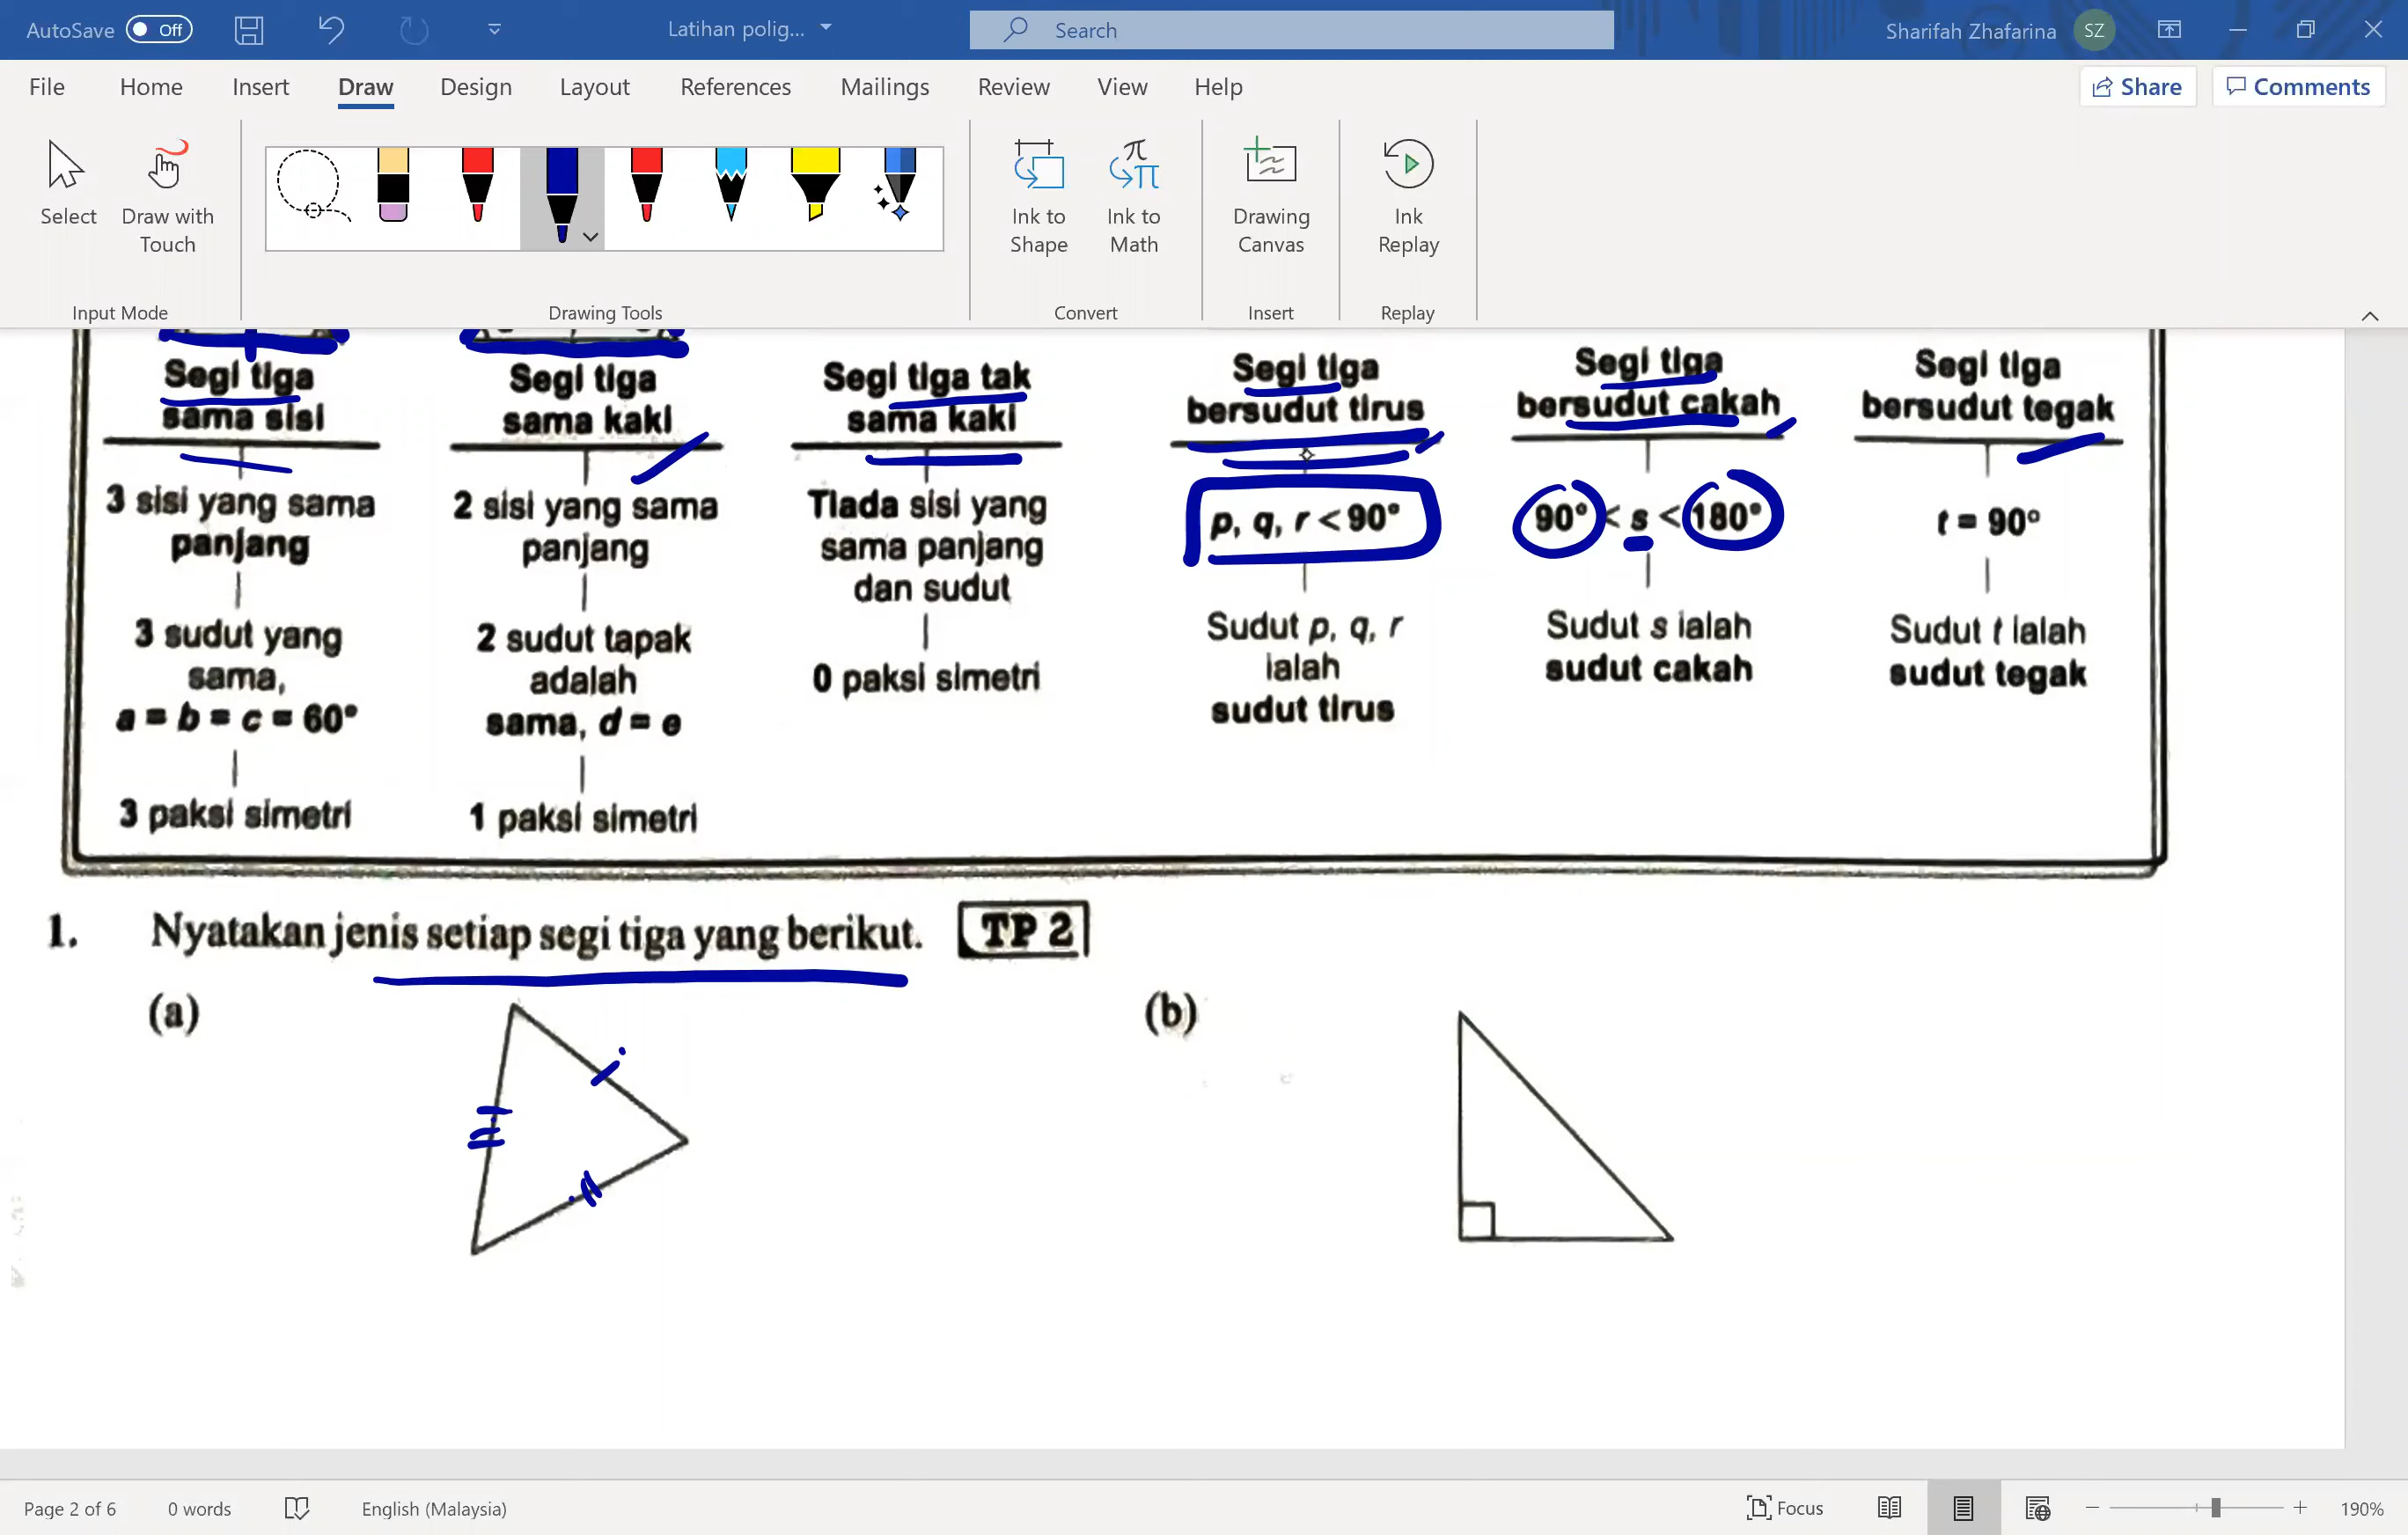 AutoSave Off Latihan polig... Search Sharifah Zhafarina SZ
File Home Insert Draw Design Layout References Mailings Review View Help Share Comments
Select
Draw with Touch
Ink to Shape
Ink to Math
Drawing Canvas
Ink Replay
Input Mode Drawing Tools Convert Insert Replay
Segi tiga
sama sisi
3 sisi yang sama
panjang
3 sudut yang
sama,
a = b = c = 60°
3 paksi simetri
Segi tiga
sama kaki
2 sisi yang sama
panjang
2 sudut tapak
adalah
sama, d = e
1 paksi simetri
Segi tiga tak
sama kaki
Tiada sisi yang
sama panjang
dan sudut
0 paksi simetri
Segi tiga
bersudut tirus
p, q, r < 90°
Sudut p, q, r
ialah
sudut tirus
Segi tiga
bersudut cakah
90° < s < 180°
Sudut s ialah
sudut cakah
Segi tiga
bersudut tegak
t = 90°
Sudut t ialah
sudut tegak
1. Nyatakan jenis setiap segi tiga yang berikut. TP 2
(a) (b)
Page 2 of 6 0 words English (Malaysia) Focus 190%